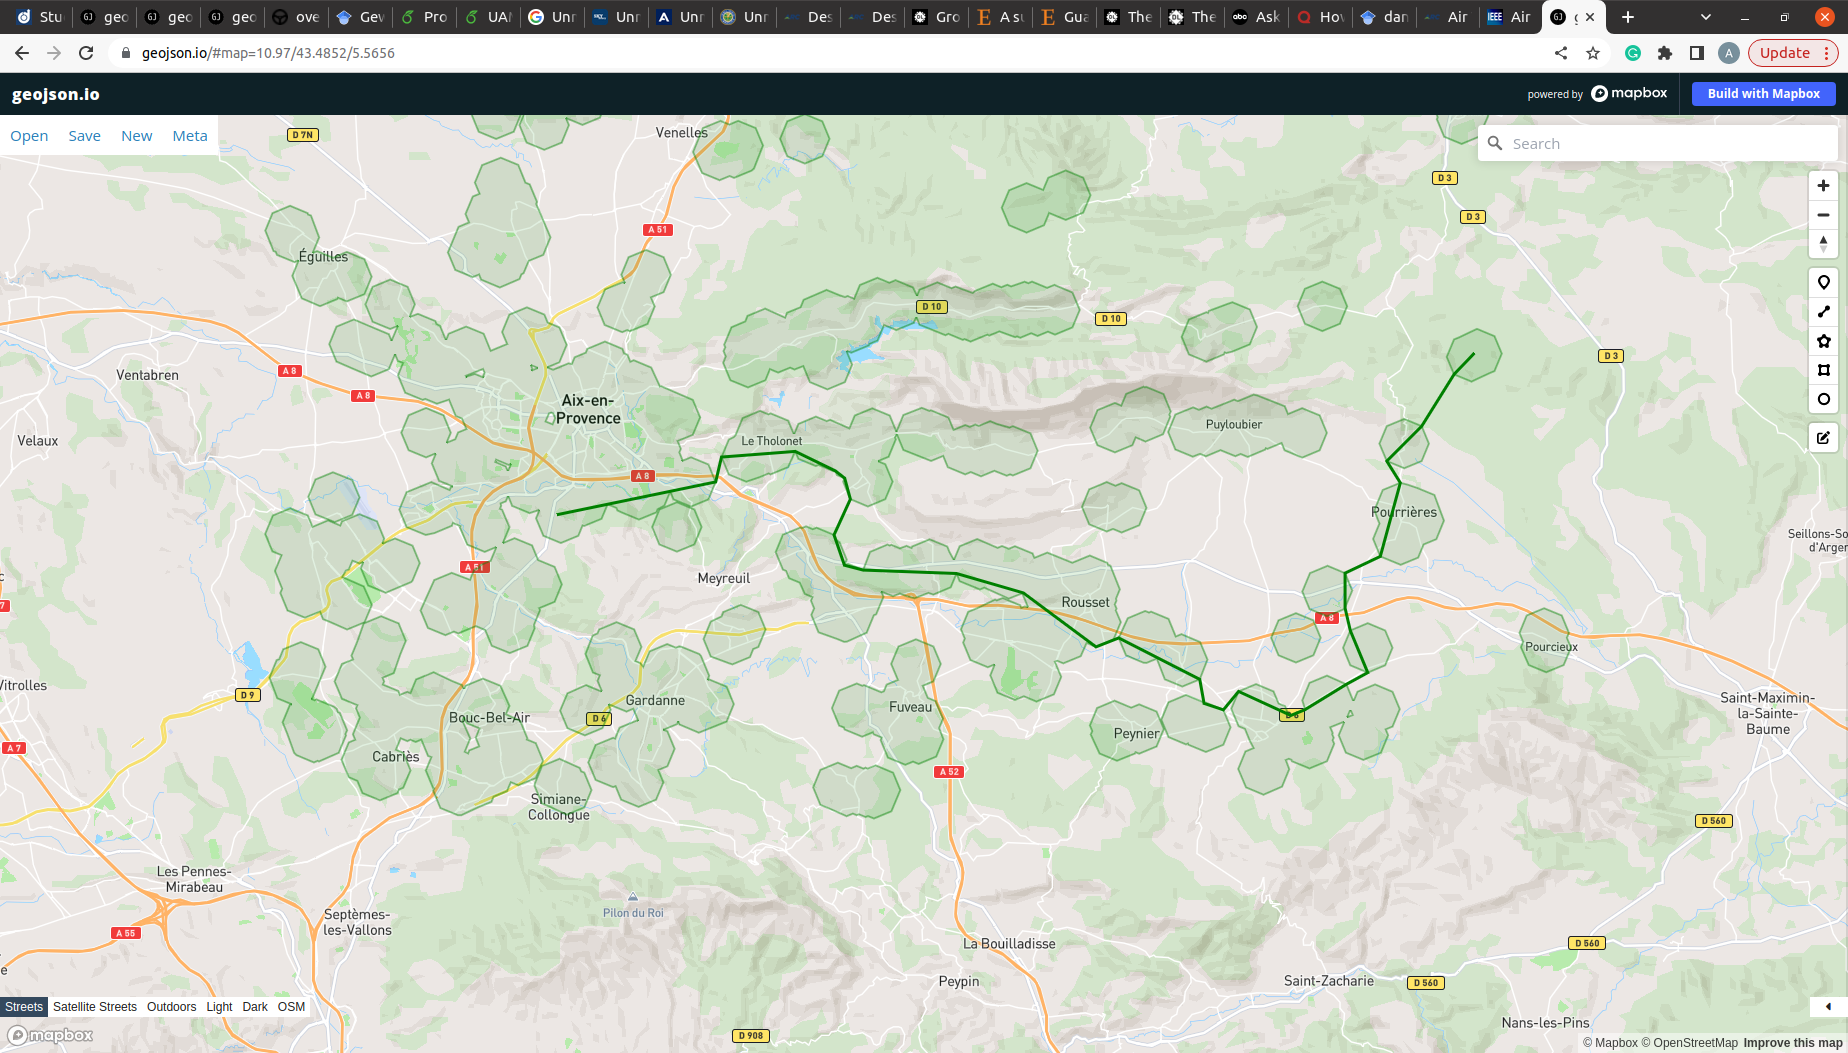 Stu
geo
geo
geo
ove
Gev
Pro
UAI
Unr
Unr
Unr
Unr
Des
Des
Gro
A su
Gua
The
The
Ask
Hov
dan
Air
Air
geojson.io/#map=10.97/43.4852/5.5656
A
Update
geojson.io
powered by mapbox
Build with Mapbox
Open Save New Meta
Search
D 7N
Venelles
D 3
D 3
A 51
Éguilles
D 10
D 10
D 3
A 8
Ventabren
A 8
Aix-en-
Provence
Velaux
Le Tholonet
Puyloubier
A 8
Pourrières
Seillons-So
d'Arger
A 51
Meyreuil
Rousset
A 8
Pourcieux
Vitrolles
D 9
Gardanne
Bouc-Bel-Air
D 6
Fuveau
Saint-Maximin-
la-Sainte-
Baume
D 6
Peynier
A 7
Cabriès
A 52
Simiane-
Collongue
D 560
Les Pennes-
Mirabeau
Septèmes-
les-Vallons
Pilon du Roi
A 55
La Bouilladisse
D 560
Peypin
Saint-Zacharie
D 560
Streets Satellite Streets Outdoors Light Dark OSM
Nans-les-Pins
mapbox
D 908
© Mapbox © OpenStreetMap Improve this map